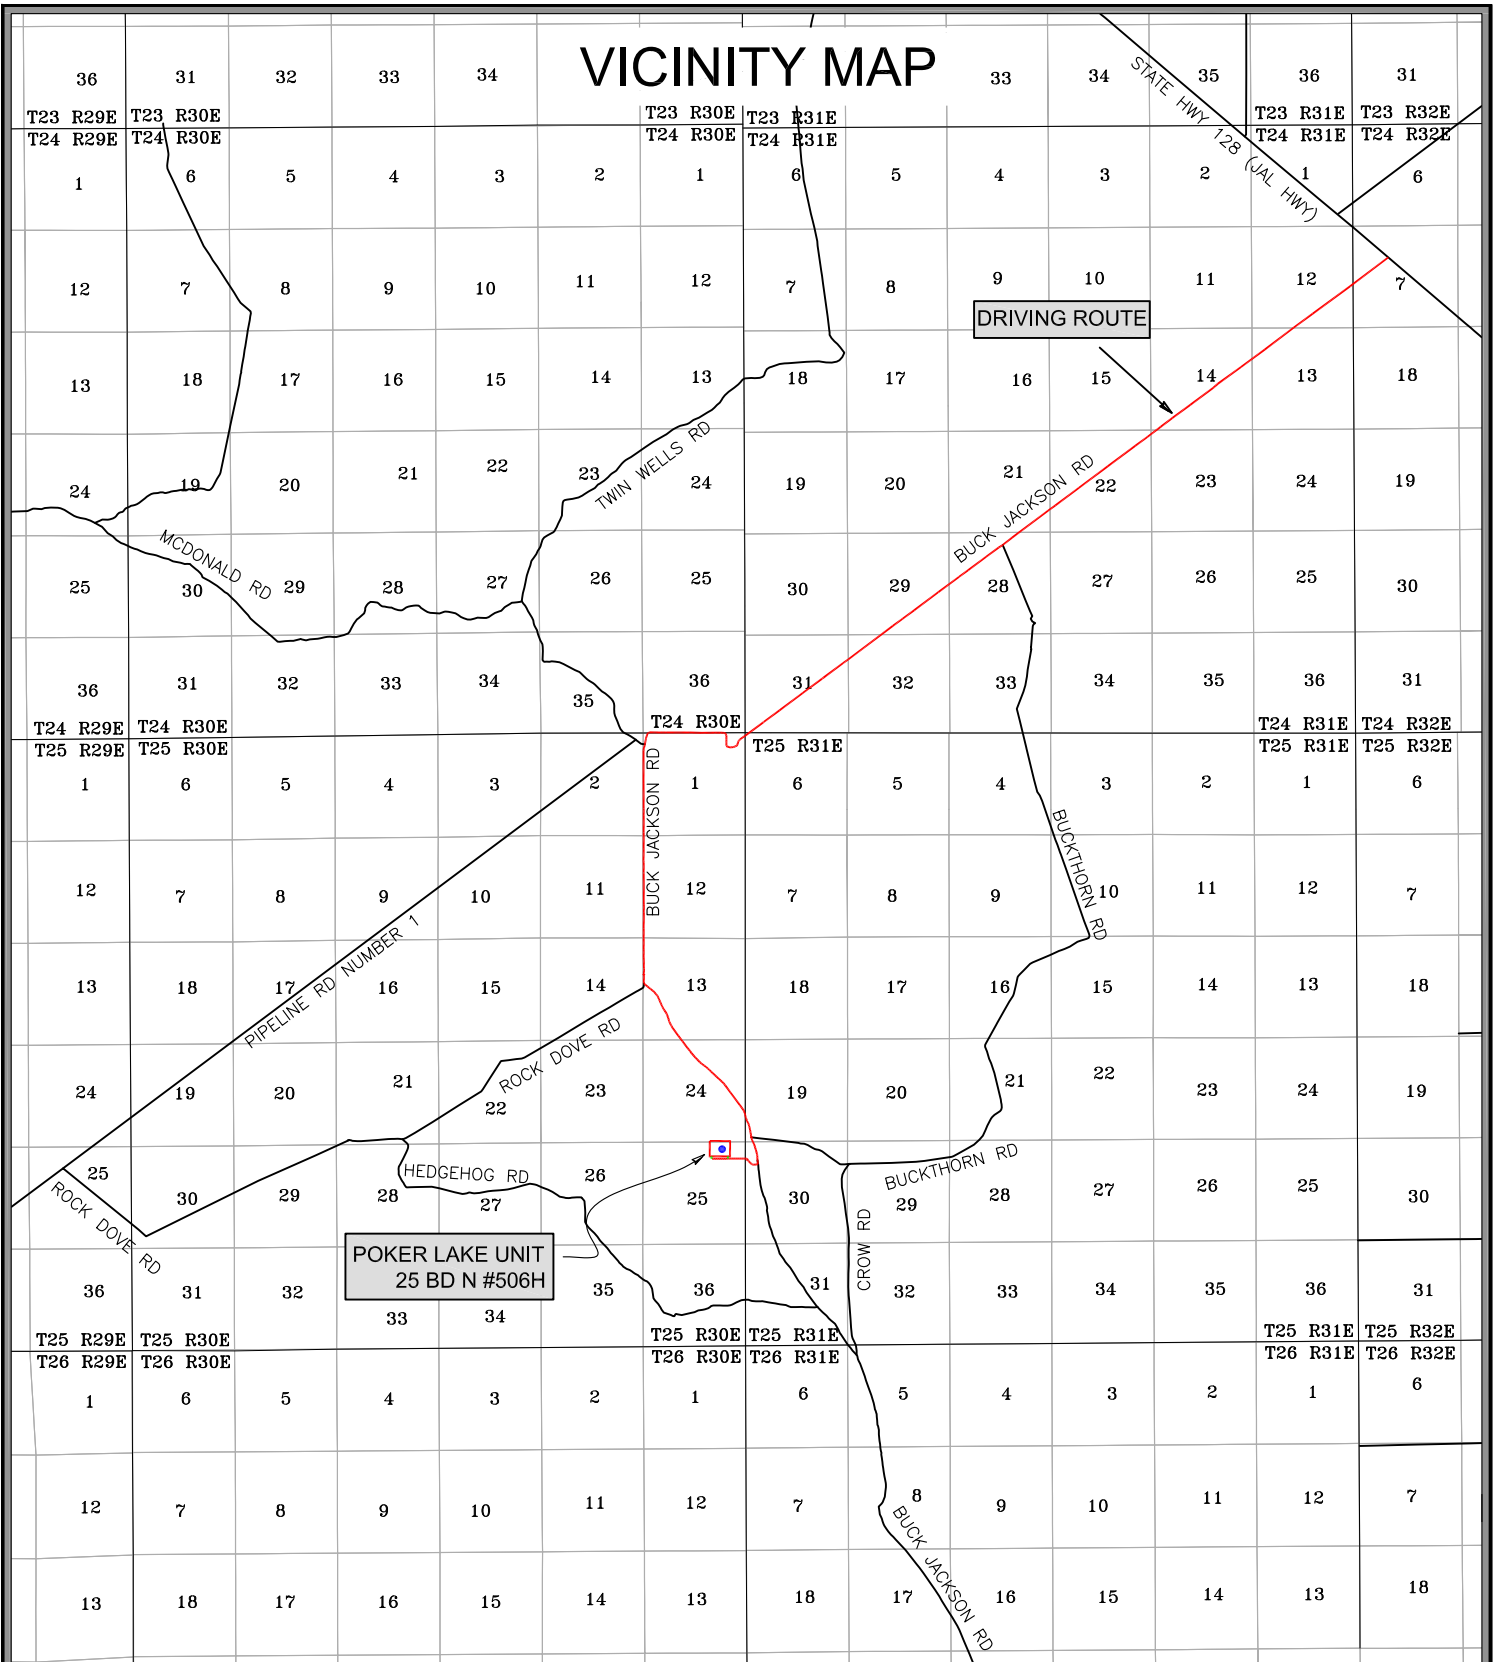 VICINITY MAP
36 31 32 33 34 33 34 35 36 31
STATE HWY 128 (JAL HWY)
T23 R29E T23 R30E T23 R30E T23 R31E T23 R31E T23 R32E
T24 R29E T24 R30E T24 R30E T24 R31E T24 R31E T24 R32E
1 6 5 4 3 2 1 6 5 4 3 2 1 6
12 7 8 9 10 11 12 7 8 9 10 11 12 7
DRIVING ROUTE
13 18 17 16 15 14 13 18 17 16 15 14 13 18
TWIN WELLS RD
BUCK JACKSON RD
24 19 20 21 22 23 24 19 20 21 22 23 24 19
MCDONALD RD
25 30 29 28 27 26 25 30 29 28 27 26 25 30
36 31 32 33 34 35 36 31 32 33 34 35 36 31
T24 R29E T24 R30E T24 R30E T24 R31E T24 R32E
T25 R29E T25 R30E T25 R31E T25 R31E T25 R32E
1 6 5 4 3 2 1 6 5 4 3 2 1 6
BUCK JACKSON RD
BUCKTHORN RD
12 7 8 9 10 11 12 7 8 9 10 11 12 7
PIPELINE RD NUMBER 1
13 18 17 16 15 14 13 18 17 16 15 14 13 18
ROCK DOVE RD
24 19 20 21 22 23 24 19 20 21 22 23 24 19
HEDGEHOG RD
BUCKTHORN RD
25 30 29 28 27 26 25 30 29 28 27 26 25 30
ROCK DOVE RD
CROW RD
POKER LAKE UNIT
25 BD N #506H
36 31 32 33 34 35 36 31 32 33 34 35 36 31
T25 R29E T25 R30E T25 R30E T25 R31E T25 R31E T25 R32E
T26 R29E T26 R30E T26 R30E T26 R31E T26 R31E T26 R32E
1 6 5 4 3 2 1 6 5 4 3 2 1 6
12 7 8 9 10 11 12 7 8 9 10 11 12 7
BUCK JACKSON RD
13 18 17 16 15 14 13 18 17 16 15 14 13 18